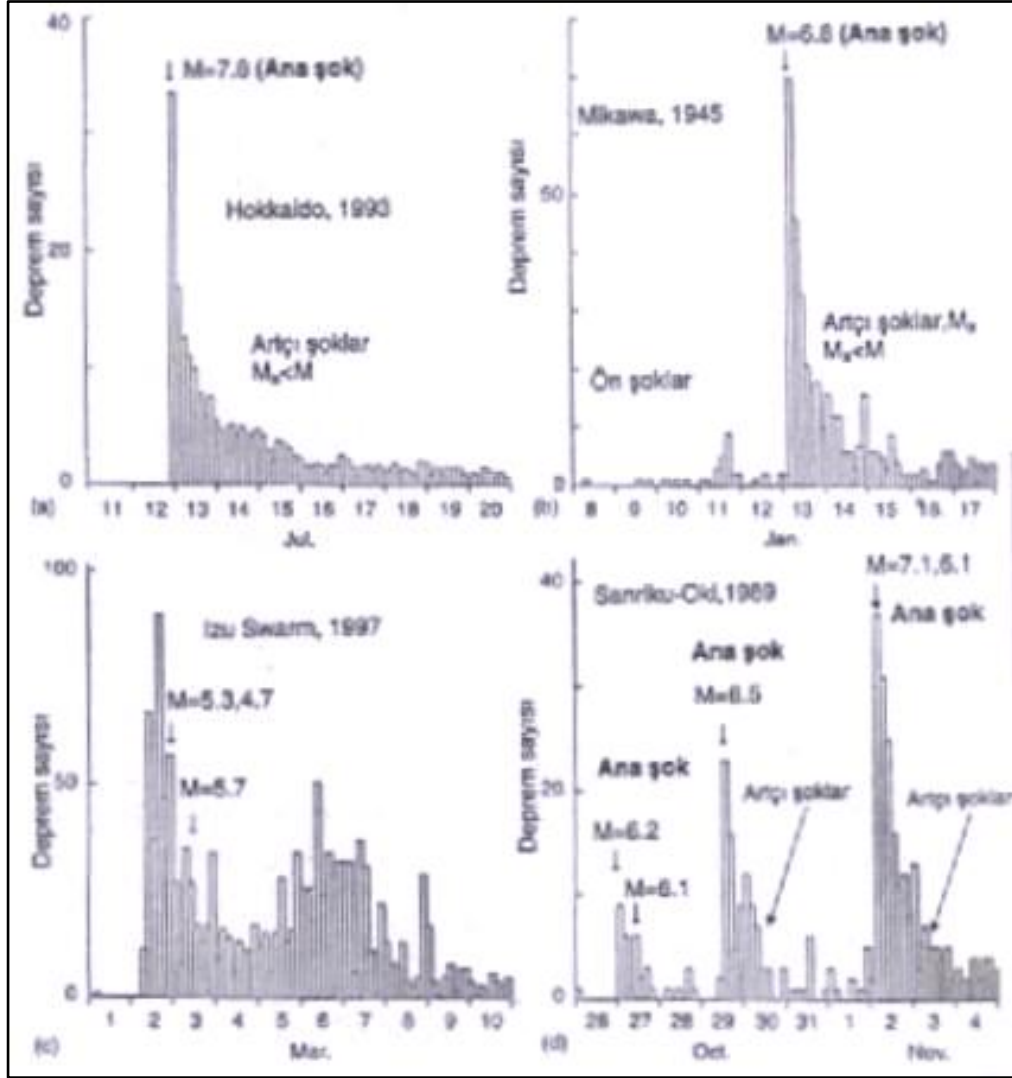 40
M=7.8 (Ana şok)
Hokkaido, 1993
Deprem sayısı
20
Artçı şoklar
Mₐ<M
0
(a)
11 12 13 14 15 16 17 18 19 20
Jul.
M=6.8 (Ana şok)
Mikawa, 1945
Deprem sayısı
50
Artçı şoklar,Mₐ
Mₐ<M
Ön şoklar
0
(b)
8 9 10 11 12 13 14 15 16 17
Jan.
100
Izu Swarm, 1997
M=5.3,4.7
Deprem sayısı
50
M=5.7
0
(c)
1 2 3 4 5 6 7 8 9 10
Mar.
40
Sanriku-Oki,1989
M=7.1,6.1
Ana şok
Ana şok
M=6.5
Deprem sayısı
20
Ana şok
Artçı şoklar
Artçı şoklar
M=6.2
M=6.1
0
(d)
26 27 28 29 30 31 1 2 3 4
Oct. Nov.